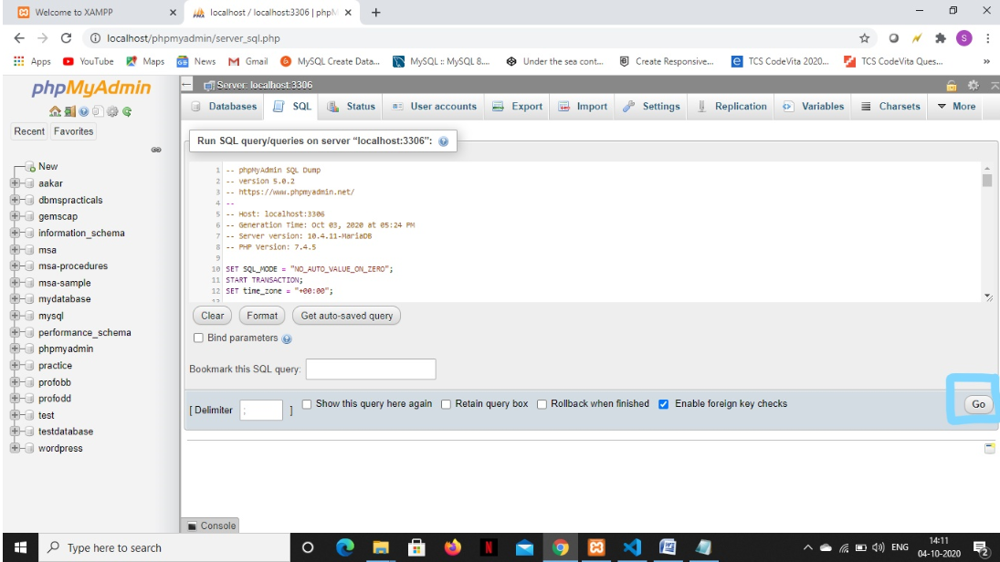 Welcome to XAMPP
localhost / localhost:3306 | phpM
localhost/phpmyadmin/server_sql.php
S
Apps YouTube Maps News Gmail MySQL Create Data... MySQL :: MySQL 8.... Under the sea cont... Create Responsive... TCS CodeVita 2020... TCS CodeVita Ques... »
phpMyAdmin
Recent Favorites
New
aakar
dbmspracticals
gemscap
information_schema
msa
msa-procedures
msa-sample
mydatabase
mysql
performance_schema
phpmyadmin
practice
profobb
profodd
test
testdatabase
wordpress
Server: localhost:3306
Databases SQL Status User accounts Export Import Settings Replication Variables Charsets More
Run SQL query/queries on server “localhost:3306”:
1 -- phpMyAdmin SQL Dump
2 -- version 5.0.2
3 -- https://www.phpmyadmin.net/
4 --
5 -- Host: localhost:3306
6 -- Generation Time: Oct 03, 2020 at 05:24 PM
7 -- Server version: 10.4.11-MariaDB
8 -- PHP Version: 7.4.5
9
10 SET SQL_MODE = "NO_AUTO_VALUE_ON_ZERO";
11 START TRANSACTION;
12 SET time_zone = "+00:00";
13
Clear Format Get auto-saved query
Bind parameters
Bookmark this SQL query:
[ Delimiter ; ] Show this query here again Retain query box Rollback when finished Enable foreign key checks Go
Console
Type here to search
ENG
14:11
04-10-2020
2